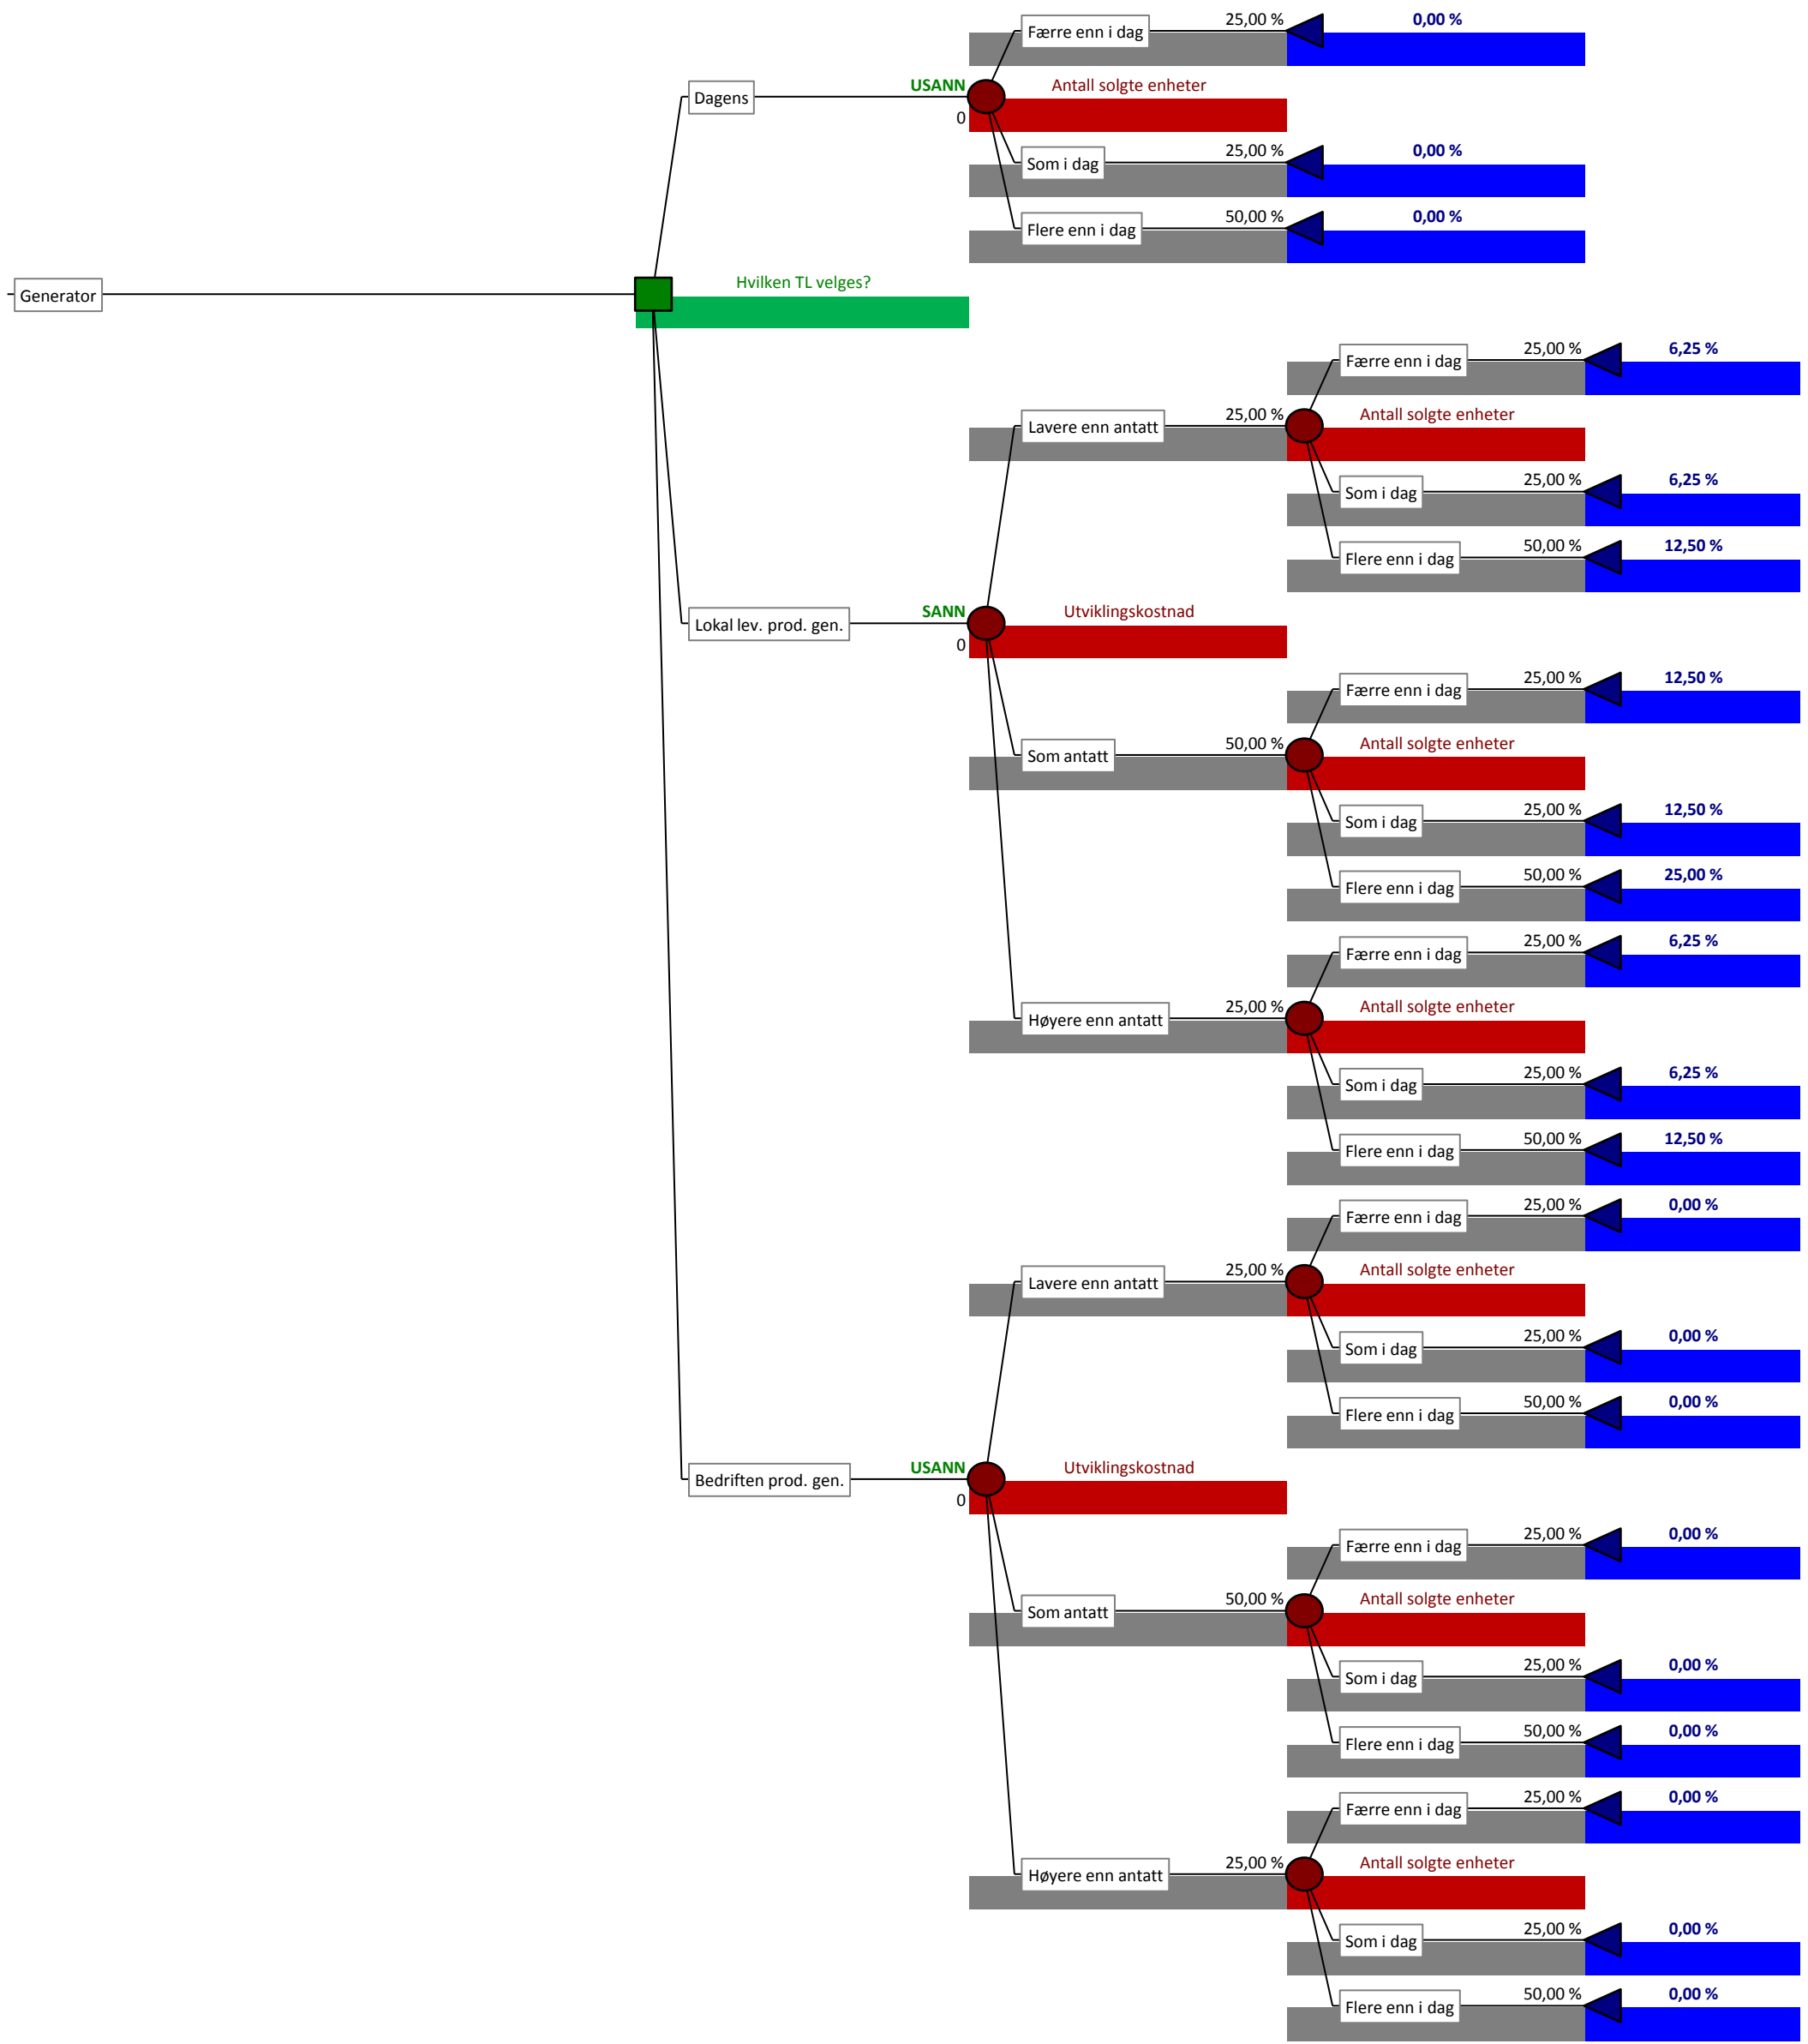 Færre enn i dag 25,00 % 0,00 %
Dagens USANN Antall solgte enheter
0
Som i dag 25,00 % 0,00 %
Flere enn i dag 50,00 % 0,00 %
Generator Hvilken TL velges?
Færre enn i dag 25,00 % 6,25 %
Lavere enn antatt 25,00 % Antall solgte enheter
Som i dag 25,00 % 6,25 %
Flere enn i dag 50,00 % 12,50 %
Lokal lev. prod. gen. SANN Utviklingskostnad
0
Færre enn i dag 25,00 % 12,50 %
Som antatt 50,00 % Antall solgte enheter
Som i dag 25,00 % 12,50 %
Flere enn i dag 50,00 % 25,00 %
Færre enn i dag 25,00 % 6,25 %
Høyere enn antatt 25,00 % Antall solgte enheter
Som i dag 25,00 % 6,25 %
Flere enn i dag 50,00 % 12,50 %
Færre enn i dag 25,00 % 0,00 %
Lavere enn antatt 25,00 % Antall solgte enheter
Som i dag 25,00 % 0,00 %
Flere enn i dag 50,00 % 0,00 %
Bedriften prod. gen. USANN Utviklingskostnad
0
Færre enn i dag 25,00 % 0,00 %
Som antatt 50,00 % Antall solgte enheter
Som i dag 25,00 % 0,00 %
Flere enn i dag 50,00 % 0,00 %
Færre enn i dag 25,00 % 0,00 %
Høyere enn antatt 25,00 % Antall solgte enheter
Som i dag 25,00 % 0,00 %
Flere enn i dag 50,00 % 0,00 %